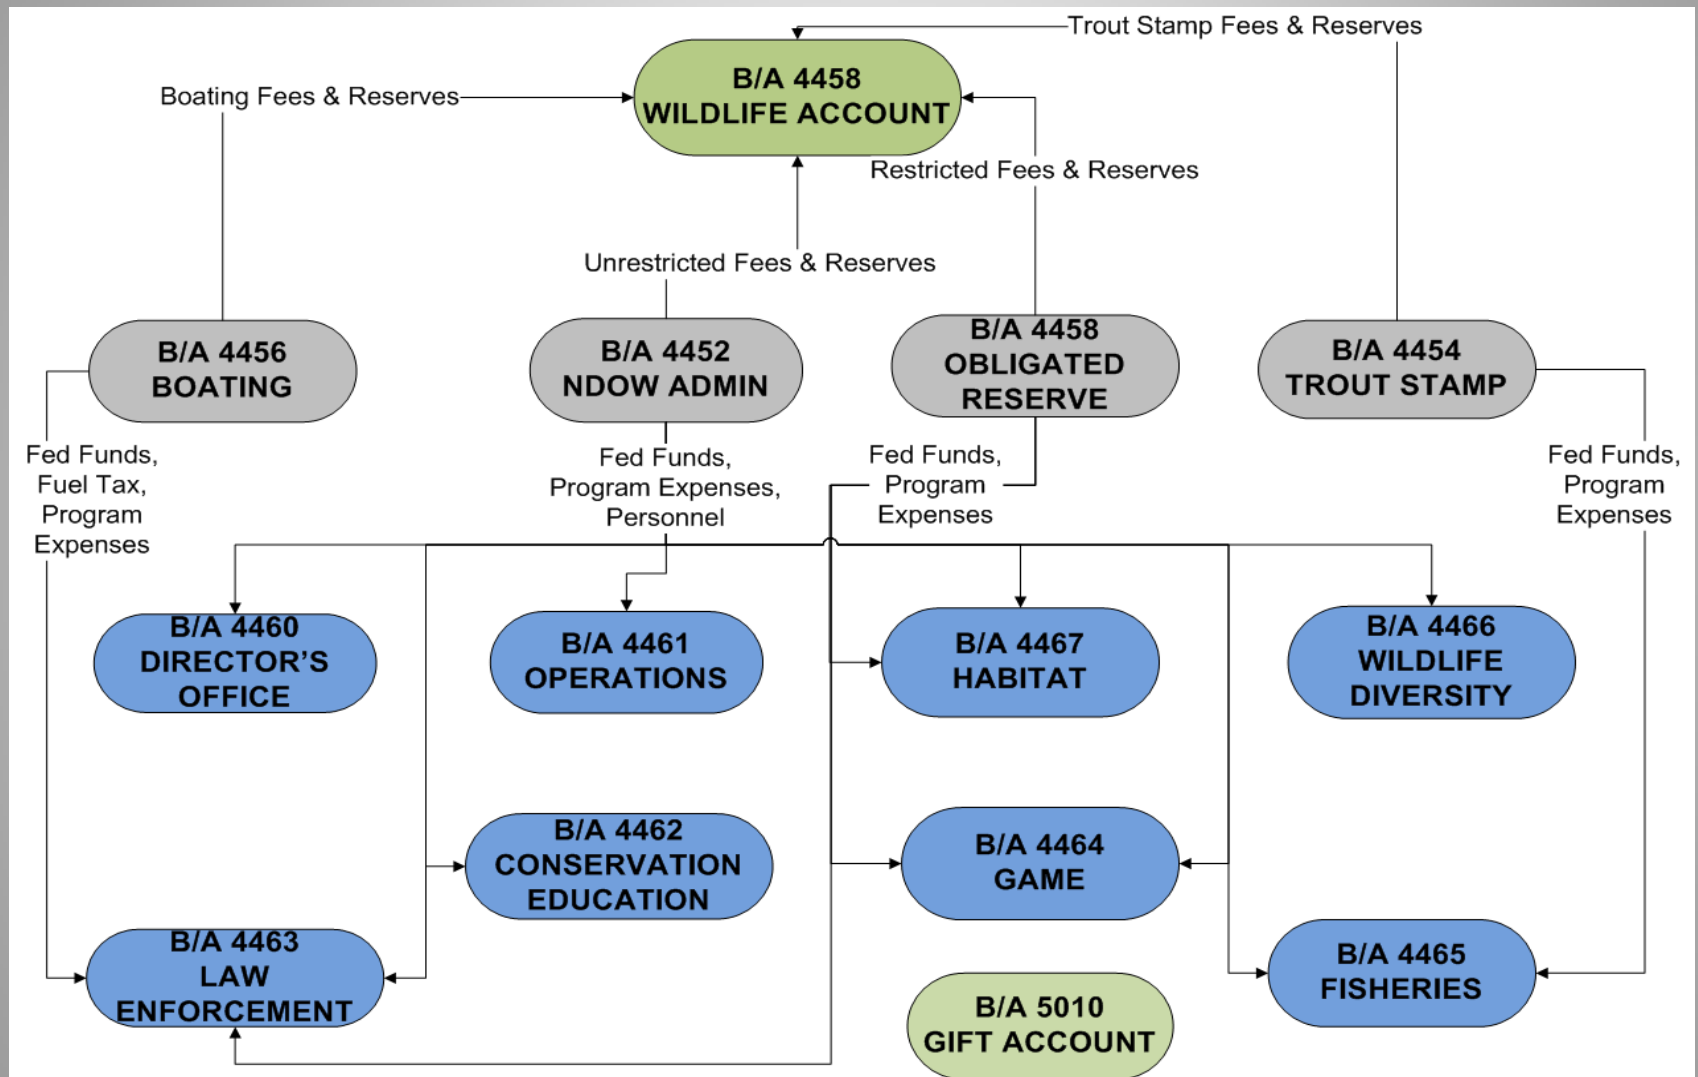 Trout Stamp Fees & Reserves
B/A 4458
WILDLIFE ACCOUNT
Boating Fees & Reserves
Restricted Fees & Reserves
Unrestricted Fees & Reserves
B/A 4456
BOATING
B/A 4452
NDOW ADMIN
B/A 4458
OBLIGATED
RESERVE
B/A 4454
TROUT STAMP
Fed Funds,
Fuel Tax,
Program
Expenses
Fed Funds,
Program Expenses,
Personnel
Fed Funds,
Program
Expenses
Fed Funds,
Program
Expenses
B/A 4460
DIRECTOR'S
OFFICE
B/A 4461
OPERATIONS
B/A 4467
HABITAT
B/A 4466
WILDLIFE
DIVERSITY
B/A 4462
CONSERVATION
EDUCATION
B/A 4464
GAME
B/A 4463
LAW
ENFORCEMENT
B/A 4465
FISHERIES
B/A 5010
GIFT ACCOUNT